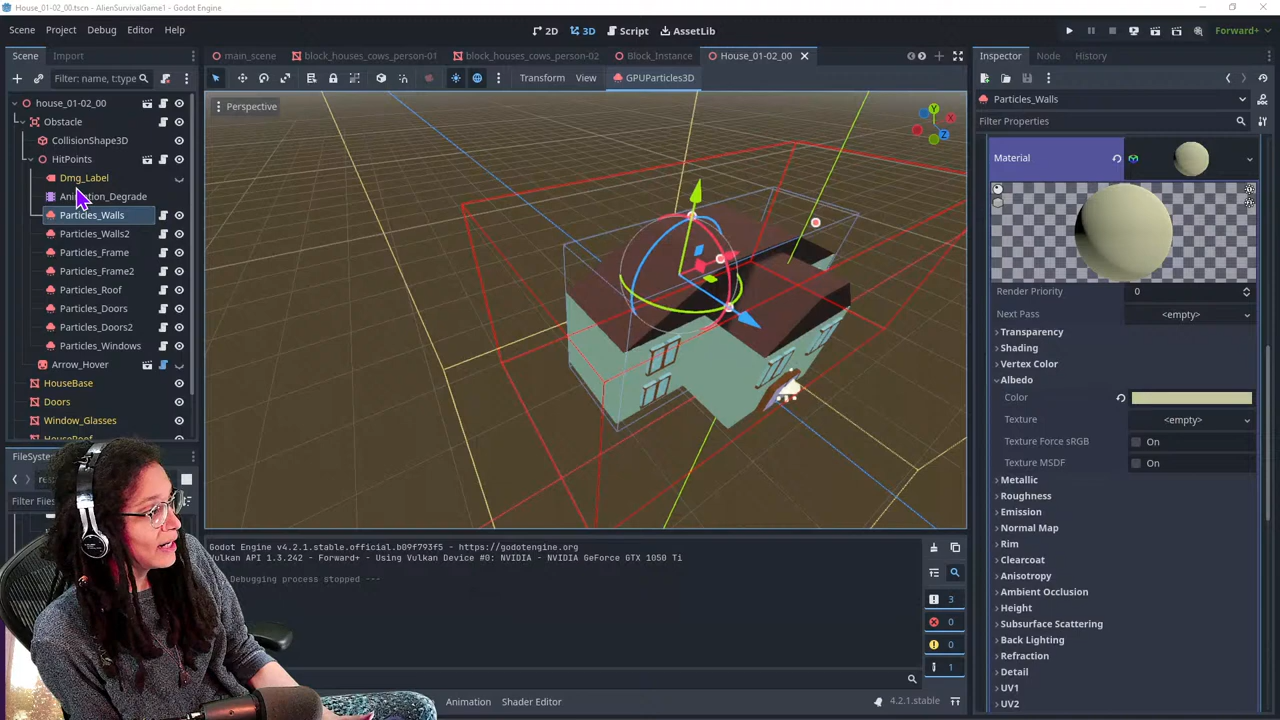 House_01-02_00.tscn - AlienSurvivalGame1 - Godot Engine
Scene Project Debug Editor Help
2D 3D Script AssetLib
Forward+
Scene Import
main_scene block_houses_cows_person-01 block_houses_cows_person-02 Block_Instance House_01-02_00
Inspector Node History
Filter: name, t:type
Transform View GPUParticles3D
Perspective
Y
X
Z
Particles_Walls
Filter Properties
house_01-02_00
Obstacle
CollisionShape3D
HitPoints
Dmg_Label
Animation_Degrade
Particles_Walls
Particles_Walls2
Particles_Frame
Particles_Frame2
Particles_Roof
Particles_Doors
Particles_Doors2
Particles_Windows
Arrow_Hover
HouseBase
Doors
Window_Glasses
HouseRoof
FileSystem
res
Filter Files
Material
Render Priority 0
Next Pass <empty>
Transparency
Shading
Vertex Color
Albedo
Color
Texture <empty>
Texture Force sRGB On
Texture MSDF On
Metallic
Roughness
Emission
Normal Map
Rim
Clearcoat
Anisotropy
Ambient Occlusion
Height
Subsurface Scattering
Back Lighting
Refraction
Detail
UV1
UV2
Godot Engine v4.2.1.stable.official.b09f793f5 - https://godotengine.org
Vulkan API 1.3.242 - Forward+ - Using Vulkan Device #0: NVIDIA - NVIDIA GeForce GTX 1050 Ti
Debugging process stopped ---
3
0
0
1
Animation Shader Editor
4.2.1.stable